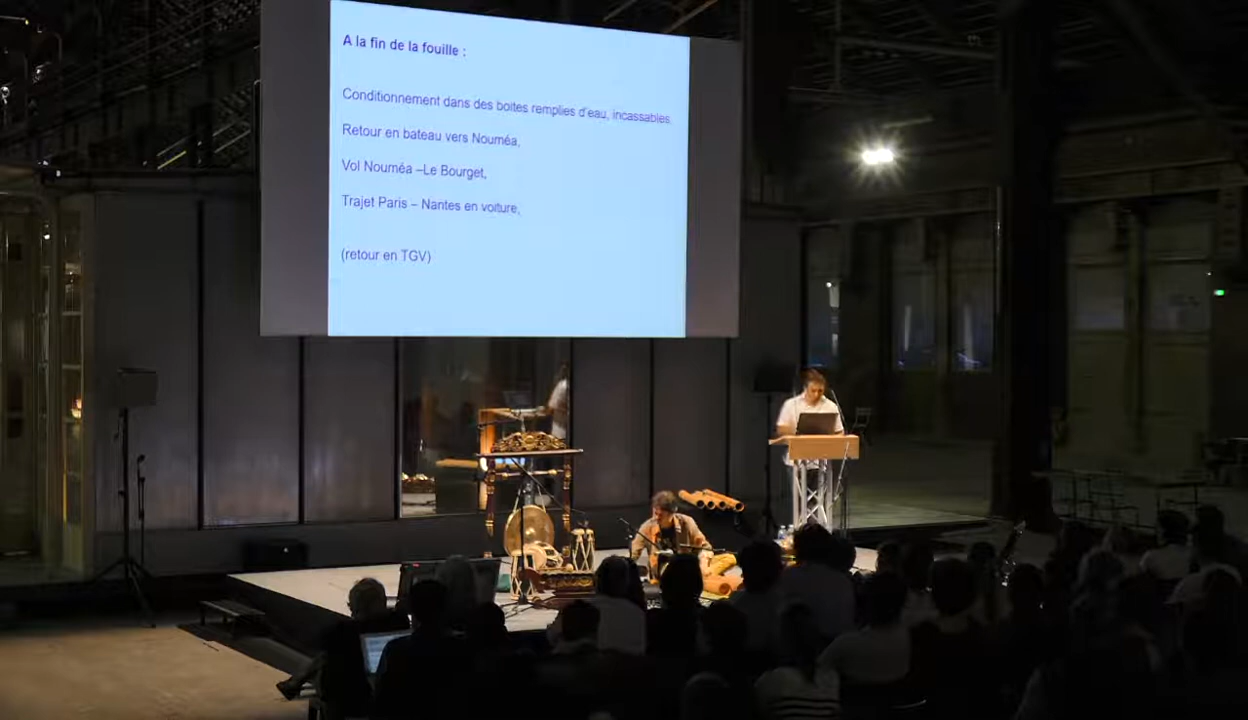 A la fin de la fouille :
Conditionnement dans des boites remplies d'eau, incassables,
Retour en bateau vers Nouméa,
Vol Nouméa –Le Bourget,
Trajet Paris – Nantes en voiture,
(retour en TGV)